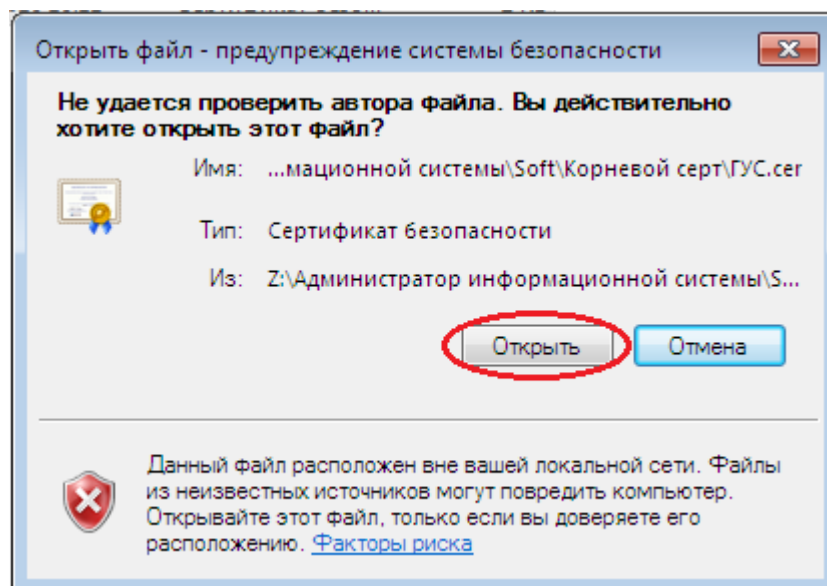 Открыть файл - предупреждение системы безопасности
Не удается проверить автора файла. Вы действительно
хотите открыть этот файл?
Имя: ...мационной системы\Soft\Корневой серт\ГУС.cer
Тип: Сертификат безопасности
Из: Z:\Администратор информационной системы\S...
Открыть Отмена
Данный файл расположен вне вашей локальной сети. Файлы
из неизвестных источников могут повредить компьютер.
Открывайте этот файл, только если вы доверяете его
расположению. Факторы риска